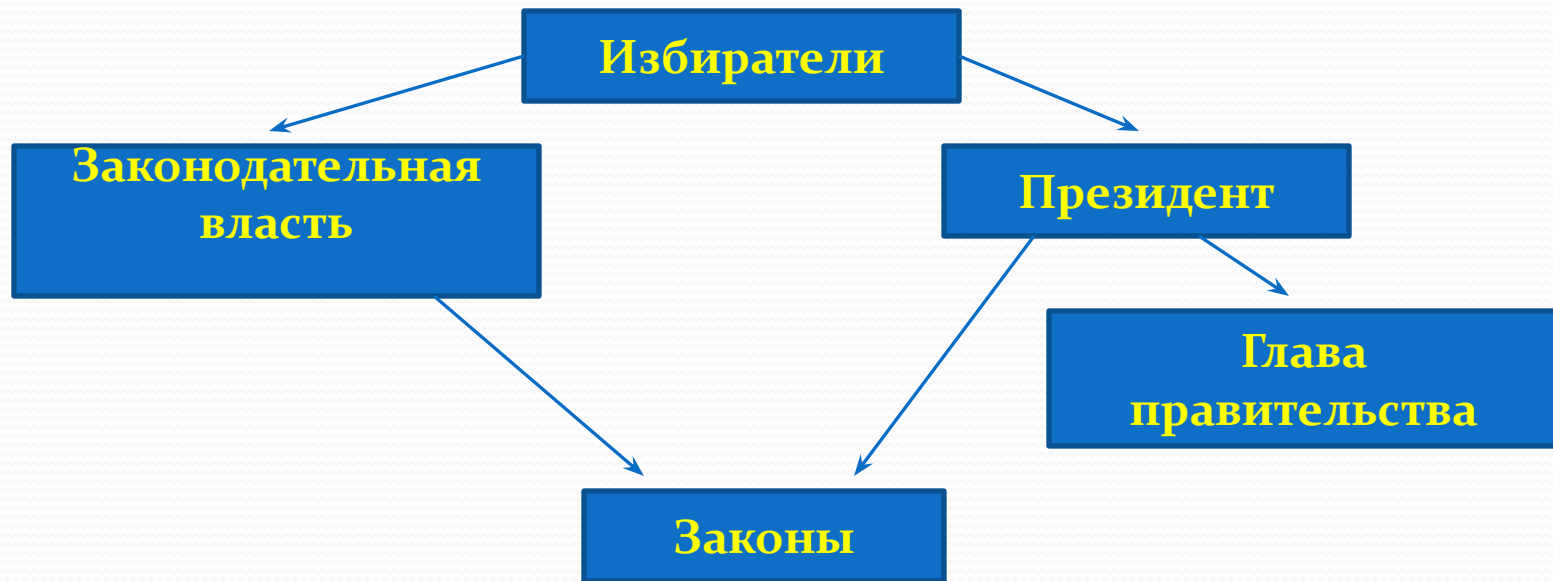 Избиратели
Законодательная
власть
Президент
Глава
правительства
Законы